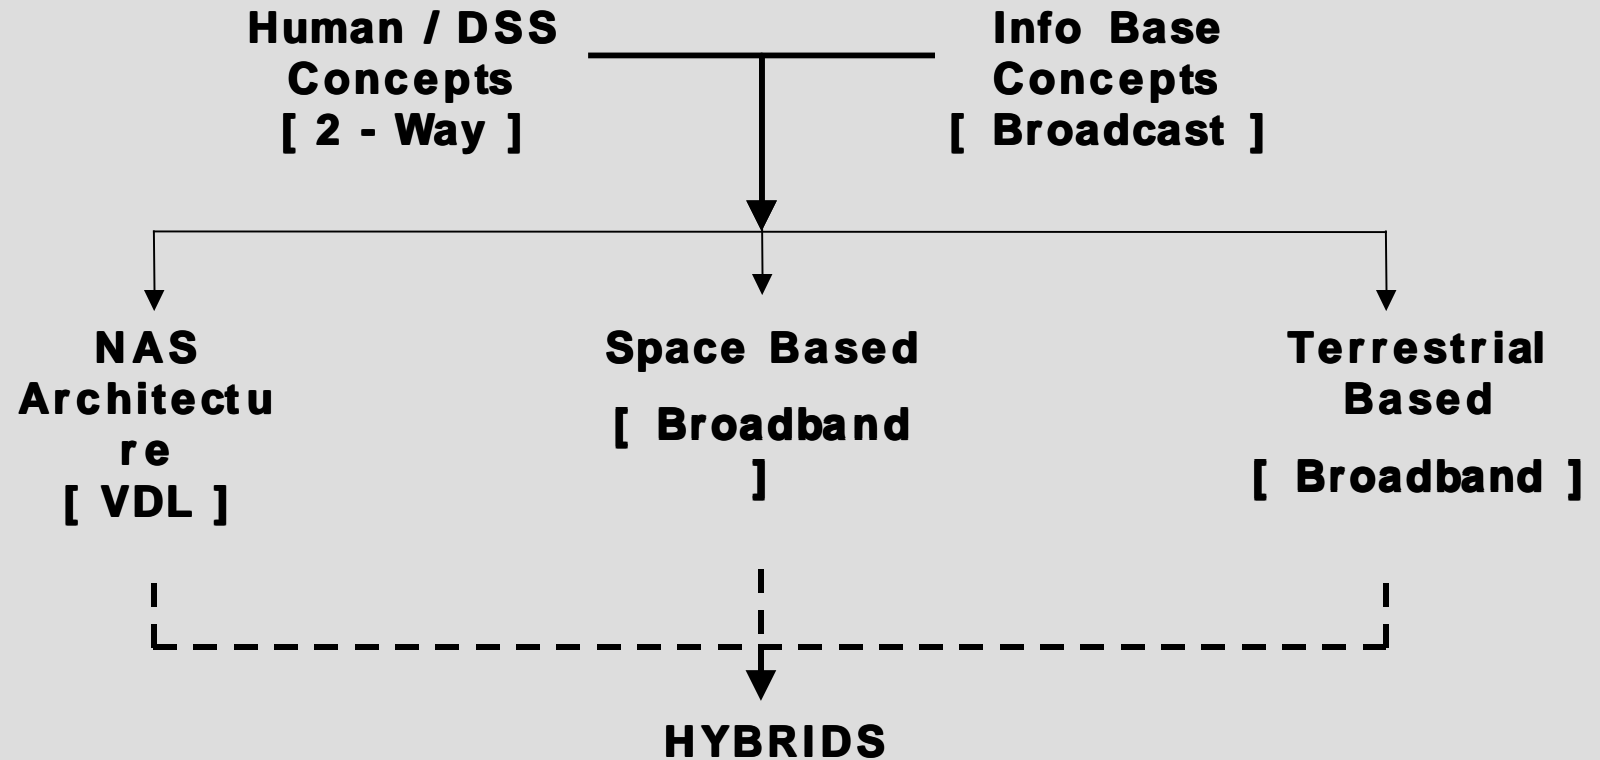 Human / DSS
Concepts
[ 2 - Way ]
Info Base
Concepts
[ Broadcast ]
NAS
Architectu
re
[ VDL ]
Space Based
[ Broadband
]
Terrestrial
Based
[ Broadband ]
HYBRIDS